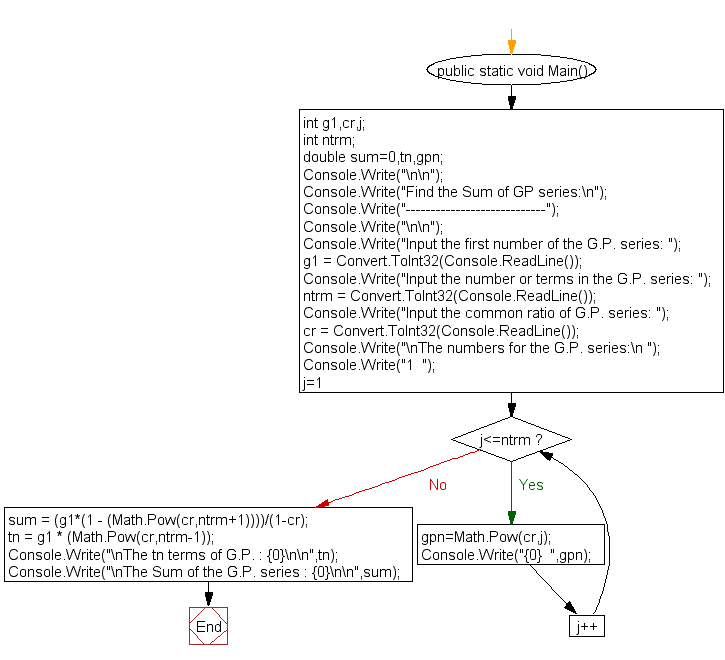 public static void Main()
int g1,cr,j;
int ntrm;
double sum=0,tn,gpn;
Console.Write("\n\n");
Console.Write("Find the Sum of GP series:\n");
Console.Write("----------------------------");
Console.Write("\n\n");
Console.Write("Input the first number of the G.P. series: ");
g1 = Convert.ToInt32(Console.ReadLine());
Console.Write("Input the number or terms in the G.P. series: ");
ntrm = Convert.ToInt32(Console.ReadLine());
Console.Write("Input the common ratio of G.P. series: ");
cr = Convert.ToInt32(Console.ReadLine());
Console.Write("\nThe numbers for the G.P. series:\n ");
Console.Write("1  ");
j=1
j<=ntrm ?
No
Yes
sum = (g1*(1 - (Math.Pow(cr,ntrm+1))))/(1-cr);
tn = g1 * (Math.Pow(cr,ntrm-1));
Console.Write("\nThe tn terms of G.P. : {0}\n\n",tn);
Console.Write("\nThe Sum of the G.P. series : {0}\n\n",sum);
gpn=Math.Pow(cr,j);
Console.Write("{0}  ",gpn);
End
j++